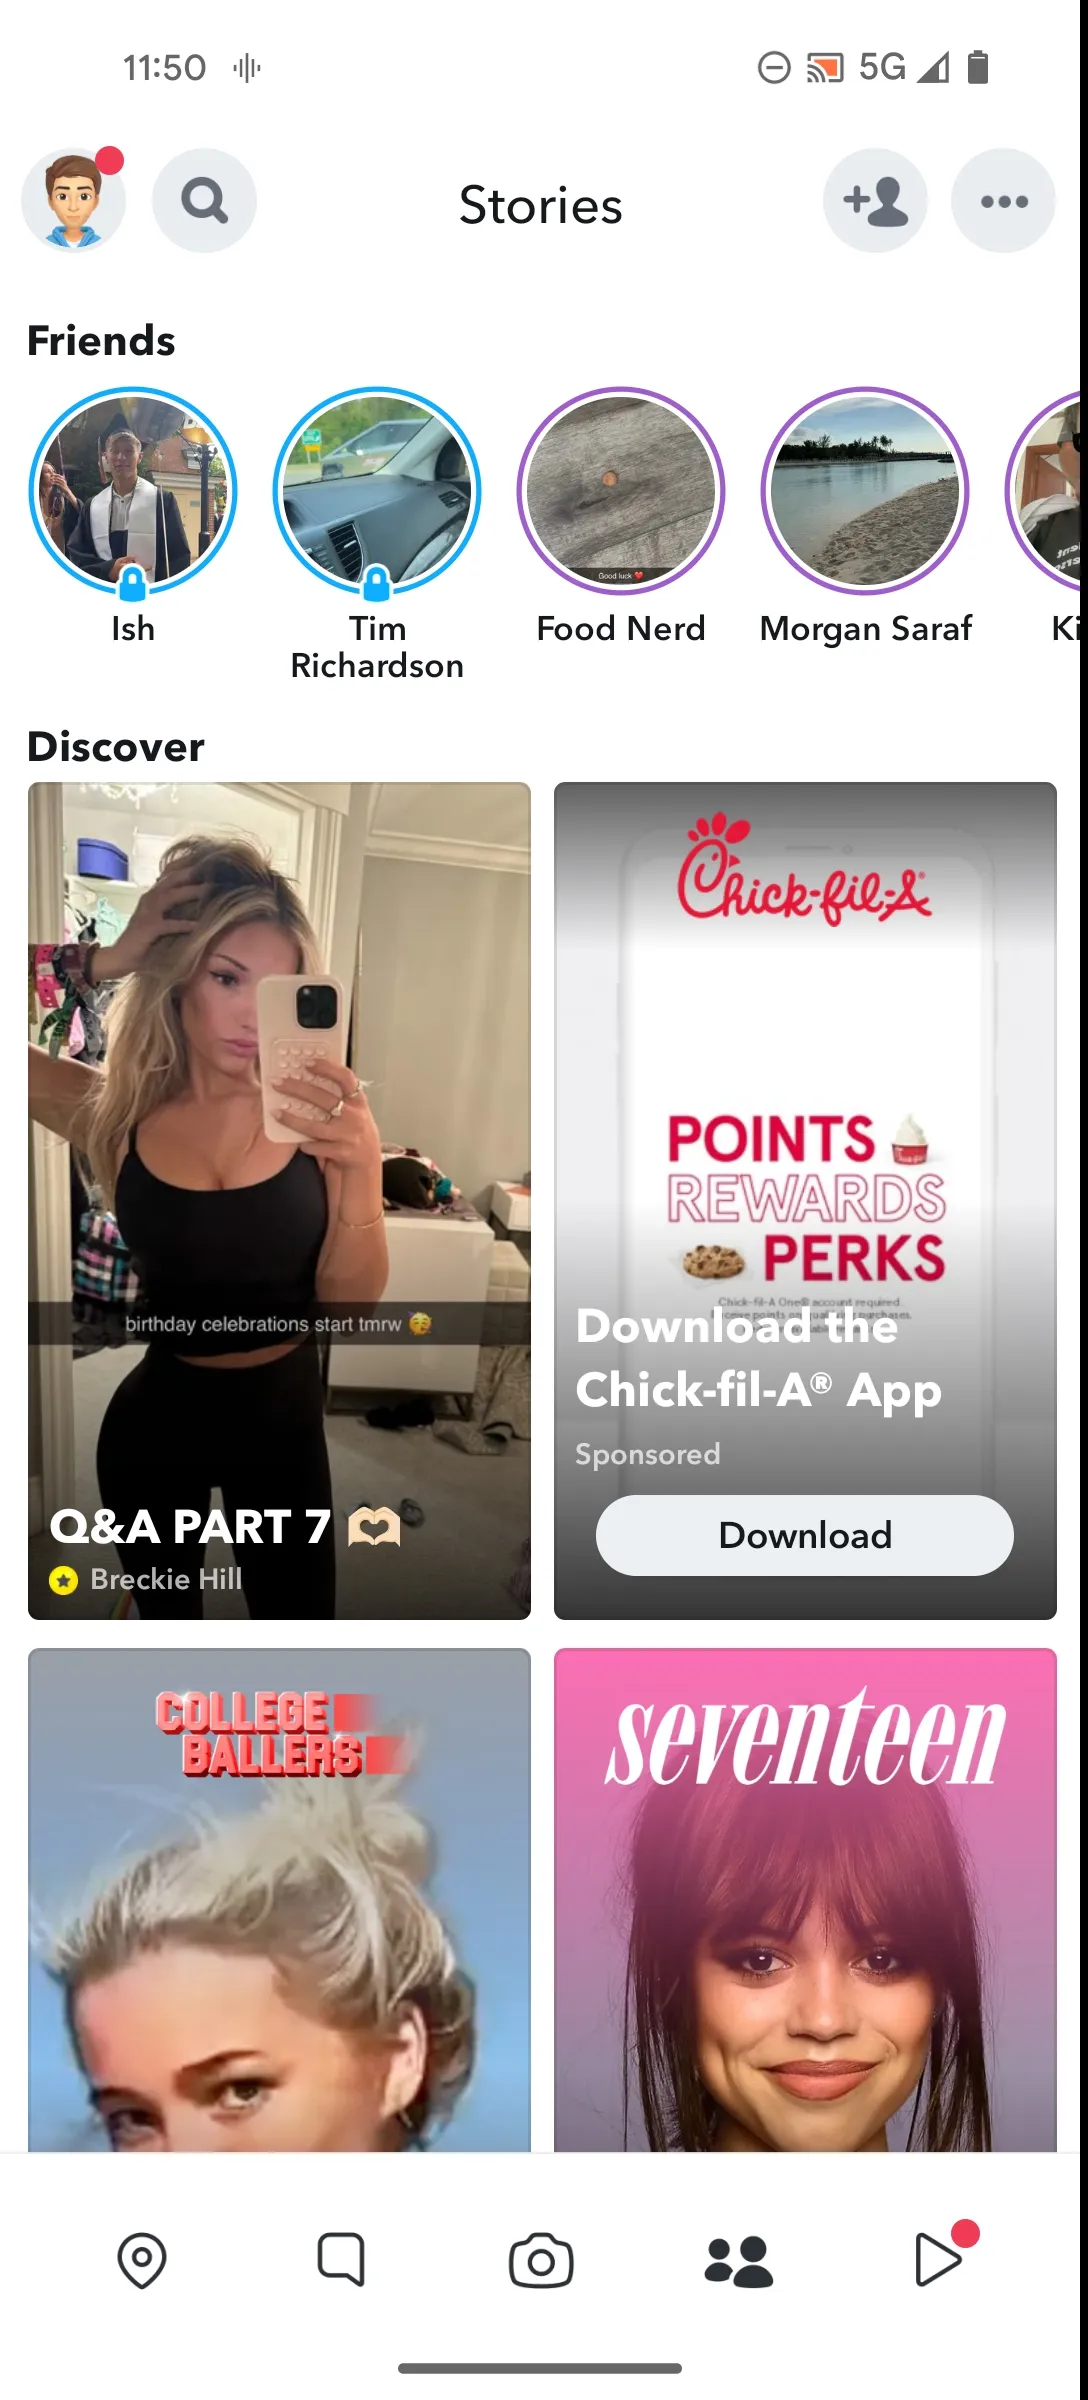 11:50
5G
Stories
Friends
Good luck ❤️
Ish
Tim
Richardson
Food Nerd
Morgan Saraf
Ki
Discover
Chick-fil-A®
POINTS
REWARDS
PERKS
Chick-fil-A One® account required.
birthday celebrations start tmrw 🥳
Download the
Chick-fil-A® App
Sponsored
Download
Q&A PART 7 🫶🏻
Breckie Hill
COLLEGE
BALLERS
seventeen